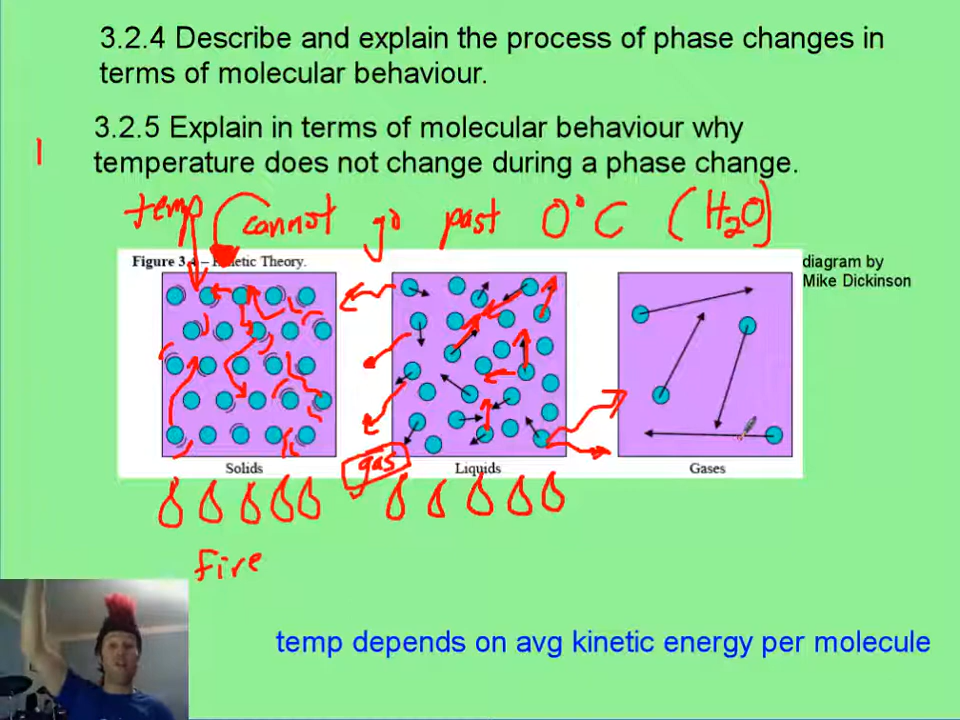 3.2.4 Describe and explain the process of phase changes in
terms of molecular behaviour.
3.2.5 Explain in terms of molecular behaviour why
temperature does not change during a phase change.
temp cannot go past 0°C (H2O)
Figure 3.4 – Kinetic Theory.
diagram by
Mike Dickinson
gas
Solids
Liquids
Gases
fire
temp depends on avg kinetic energy per molecule